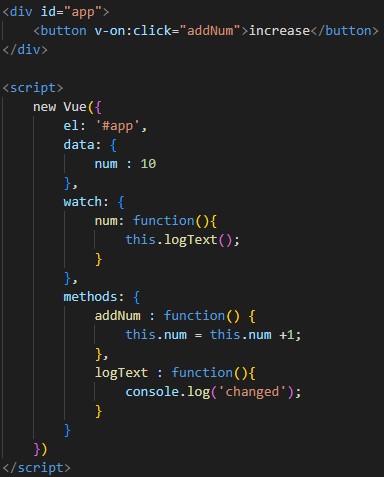 <div id="app">
    <button v-on:click="addNum">increase</button>
</div>

<script>
    new Vue({
        el: '#app',
        data: {
            num : 10
        },
        watch: {
            num: function(){
                this.logText();
            }
        },
        methods: {
            addNum : function() {
                this.num = this.num +1;
            },
            logText : function(){
                console.log('changed');
            }
        }
    })
</script>